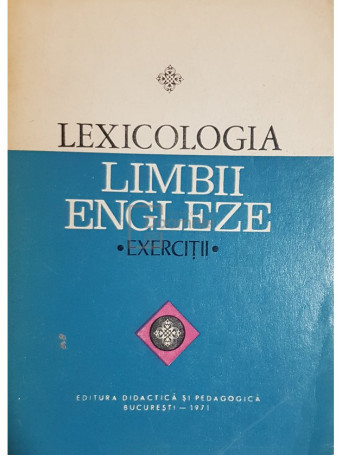 LEXICOLOGIA
LIMBII
ENGLEZE
• EXERCIȚII •
EDITURA DIDACTICĂ ȘI PEDAGOGICĂ
BUCUREȘTI — 1971